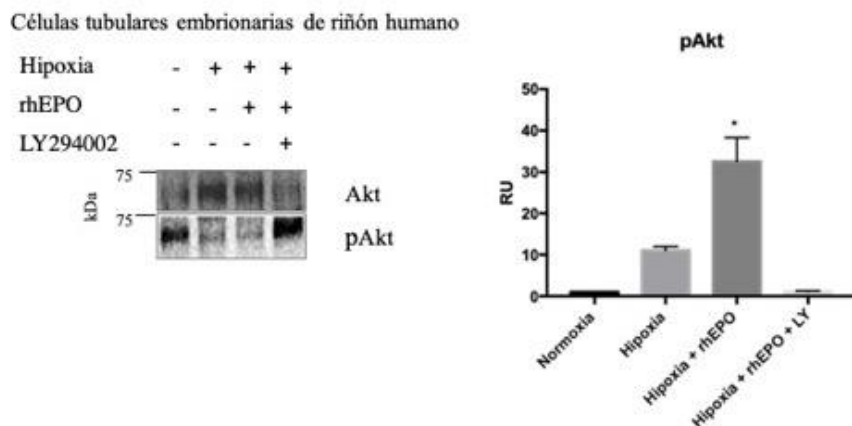 Células tubulares embrionarias de riñón humano
Hipoxia - + + +
rhEPO - - + +
LY294002 - - - +
kDa
75
Akt
75
pAkt
pAkt
RU
50
40
30
20
10
0
*
Normoxia
Hipoxia
Hipoxia + rhEPO
Hipoxia + rhEPO + LY